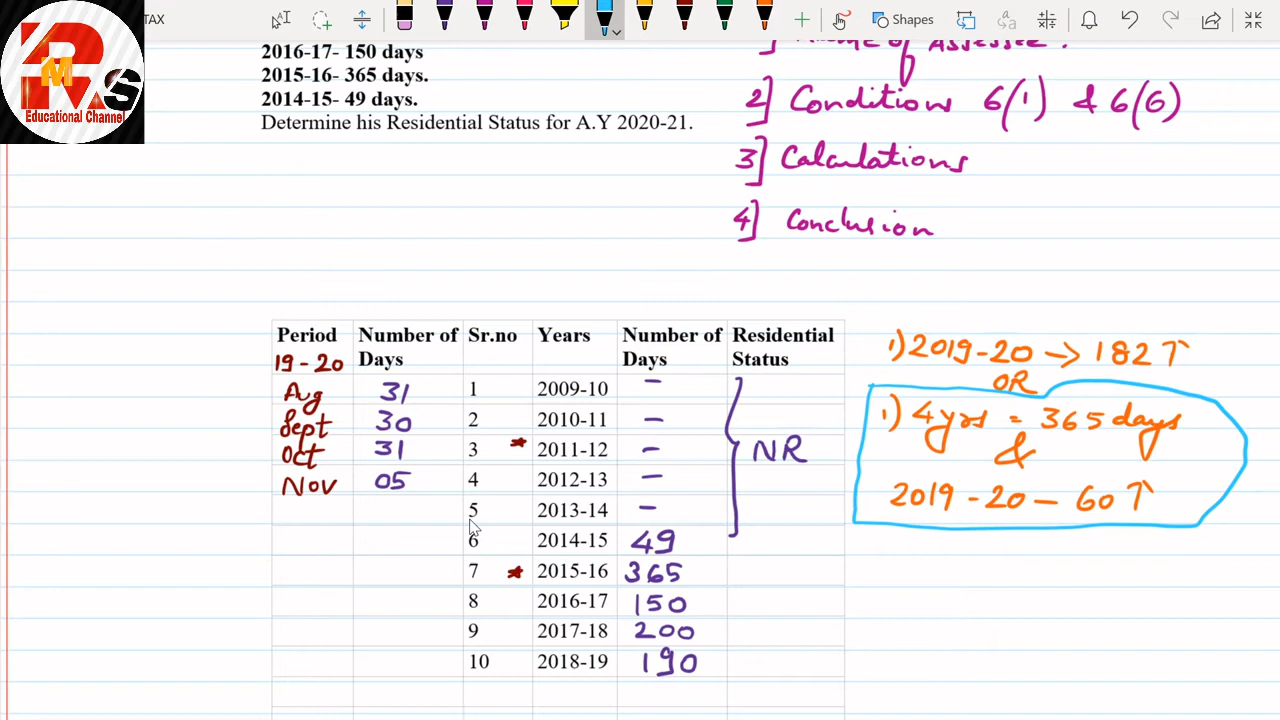 TAX
Shapes
RMS
Educational Channel
2016-17- 150 days
2015-16- 365 days.
2014-15- 49 days.
Determine his Residential Status for A.Y 2020-21.
of Assessee.
2] Conditions 6(1) & 6(6)
3] Calculations
4] Conclusion
Period 19-20 Number of Days Sr.no Years Number of Days Residential Status
Aug 31 1 2009-10 -
Sept 30 2 2010-11 -
Oct 31 3 * 2011-12 - NR
Nov 05 4 2012-13 -
5 2013-14 -
6 2014-15 49
7 * 2015-16 365
8 2016-17 150
9 2017-18 200
10 2018-19 190
1) 2019-20 → 182↑
OR
1) 4yrs = 365 days
&
2019-20 - 60↑